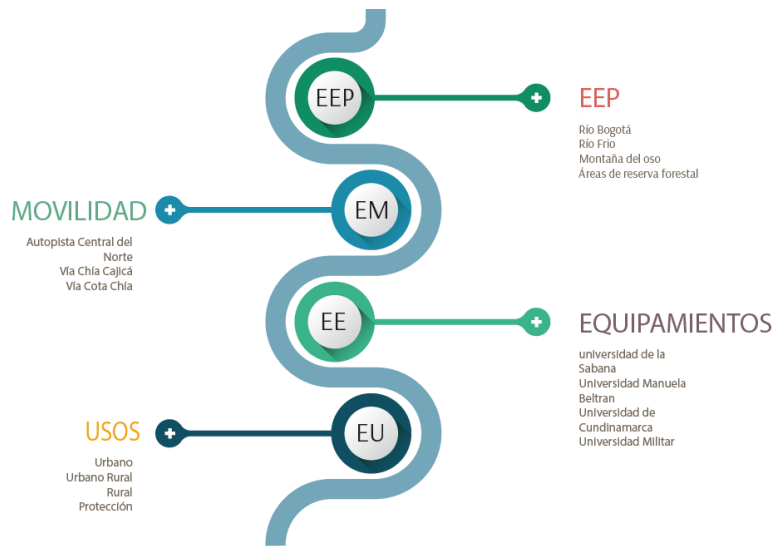 EEP
EEP
Río Bogotá
Río Frio
Montaña del oso
Áreas de reserva forestal
MOVILIDAD
EM
Autopista Central del
Norte
Vía Chía Cajicá
Vía Cota Chía
EE
EQUIPAMIENTOS
universidad de la
Sabana
Universidad Manuela
Beltran
Universidad de
Cundinamarca
Universidad Militar
USOS
EU
Urbano
Urbano Rural
Rural
Protección